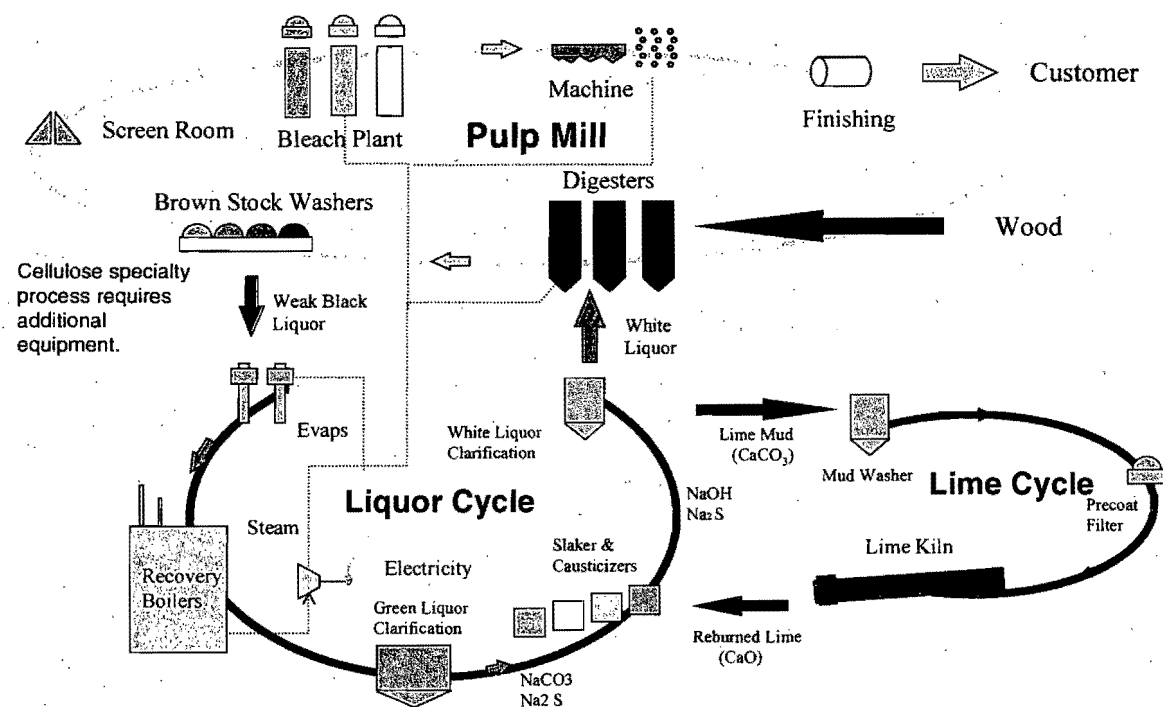 Customer
Machine
Finishing
Screen Room
Bleach Plant
Pulp Mill
Digesters
Brown Stock Washers
Wood
Cellulose specialty
process requires
additional
equipment.
Weak Black
Liquor
White
Liquor
Evaps
White Liquor
Clarification
Lime Mud
(CaCO₃)
Mud Washer
Lime Cycle
Precoat
Filter
Liquor Cycle
NaOH
Na₂ S
Steam
Slaker &
Causticizers
Lime Kiln
Recovery
Boilers
Electricity
Green Liquor
Clarification
Reburned Lime
(CaO)
NaCO3
Na2 S